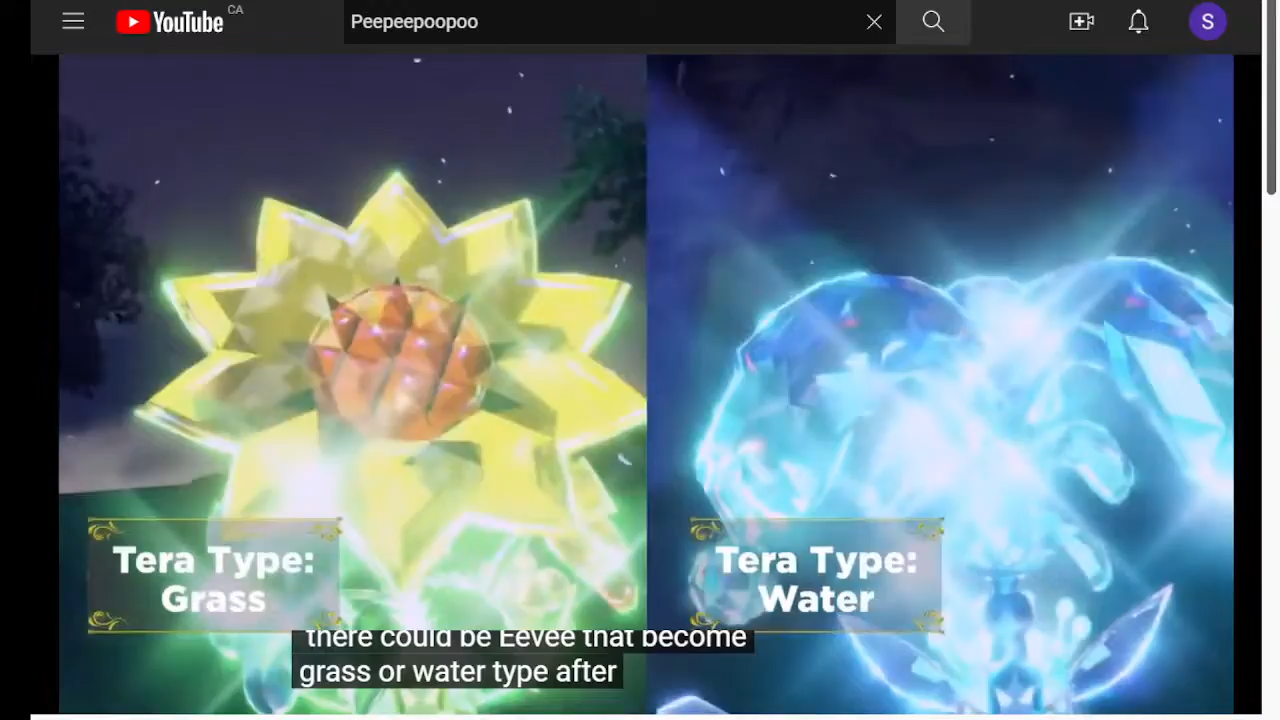 YouTube CA
Peepeepoopoo
S
Tera Type:
Grass
Tera Type:
Water
there could be Eevee that become
grass or water type after